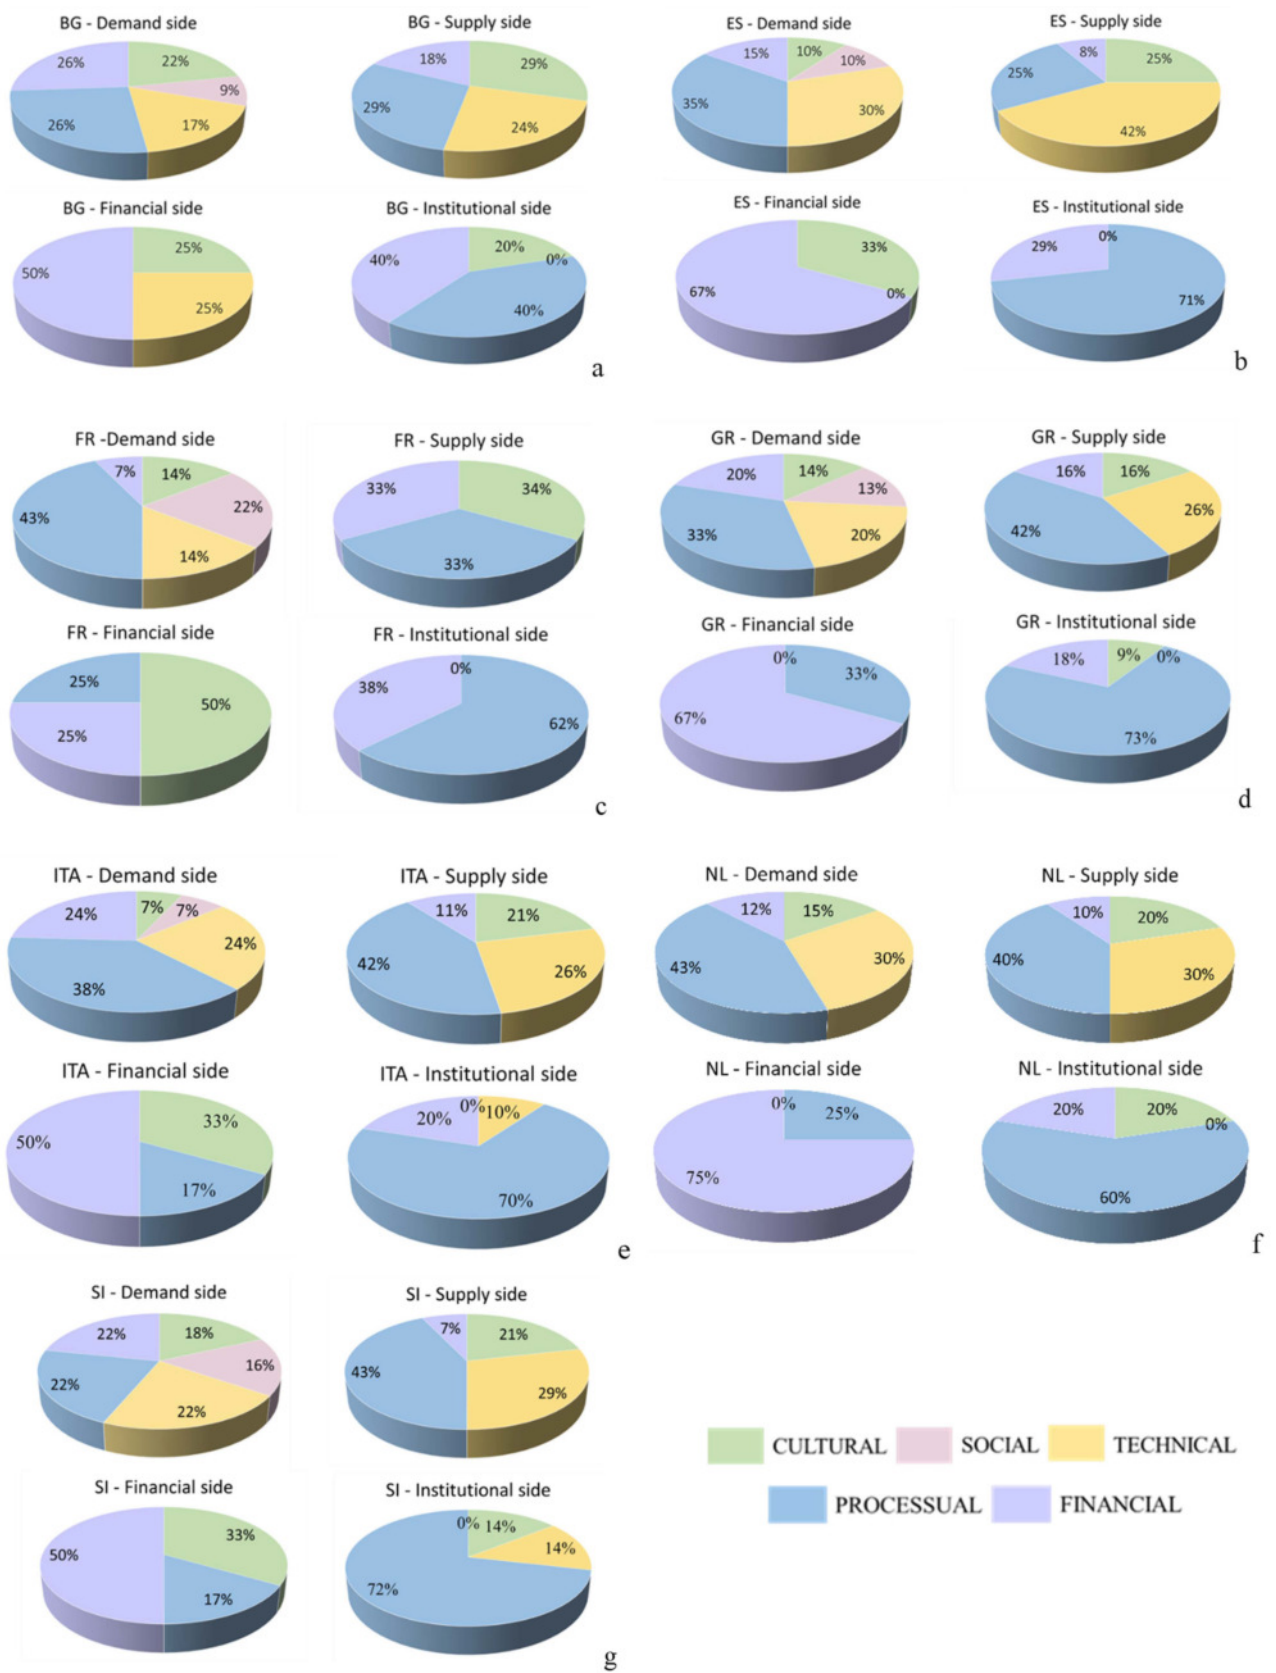 BG - Demand side
26%
22%
9%
17%
26%
BG - Supply side
18%
29%
29%
24%
BG - Financial side
25%
50%
25%
BG - Institutional side
20%
40%
0%
40%
a
ES - Demand side
15%
10%
10%
35%
30%
ES - Supply side
8%
25%
25%
42%
ES - Financial side
33%
67%
0%
ES - Institutional side
29%
0%
71%
b
FR -Demand side
7%
14%
43%
22%
14%
FR - Supply side
33%
34%
33%
FR - Financial side
25%
50%
25%
FR - Institutional side
0%
38%
62%
c
GR - Demand side
20%
14%
13%
33%
20%
GR - Supply side
16%
16%
42%
26%
GR - Financial side
0%
33%
67%
GR - Institutional side
18%
9%
0%
73%
d
ITA - Demand side
24%
7%
7%
24%
38%
ITA - Supply side
11%
21%
42%
26%
ITA - Financial side
33%
50%
17%
ITA - Institutional side
20%
0%
10%
70%
e
NL - Demand side
12%
15%
43%
30%
NL - Supply side
10%
20%
40%
30%
NL - Financial side
0%
25%
75%
NL - Institutional side
20%
20%
0%
60%
f
SI - Demand side
22%
18%
16%
22%
22%
SI - Supply side
7%
21%
43%
29%
SI - Financial side
33%
50%
17%
SI - Institutional side
0%
14%
14%
72%
g
CULTURAL SOCIAL TECHNICAL
PROCESSUAL FINANCIAL